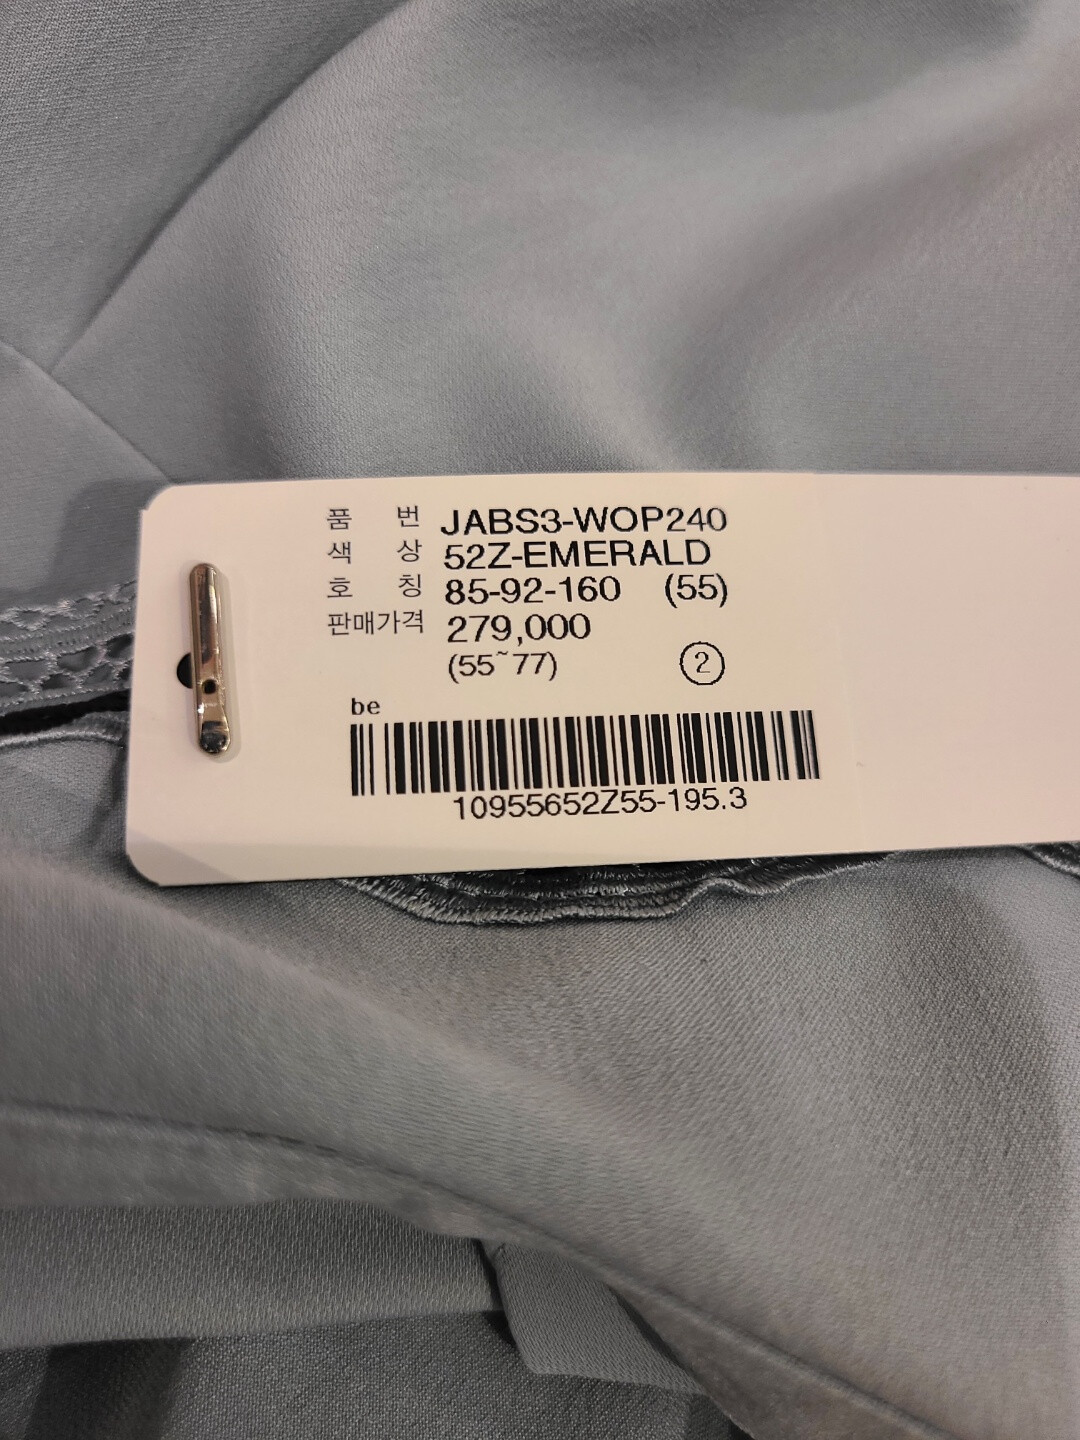 품 번 JABS3-WOP240
색 상 52Z-EMERALD
호 칭 85-92-160 (55)
판매가격 279,000
(55~77) ②
be
10955652Z55-195.3